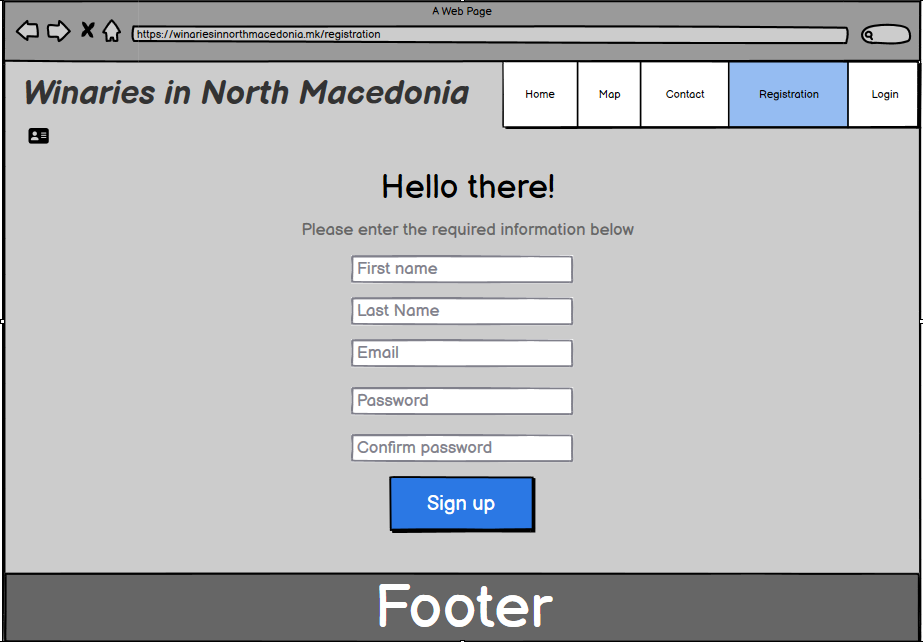 A Web Page
https://winariesinnorthmacedonia.mk/registration
Winaries in North Macedonia
Home
Map
Contact
Registration
Login
Hello there!
Please enter the required information below
First name
Last Name
Email
Password
Confirm password
Sign up
Footer